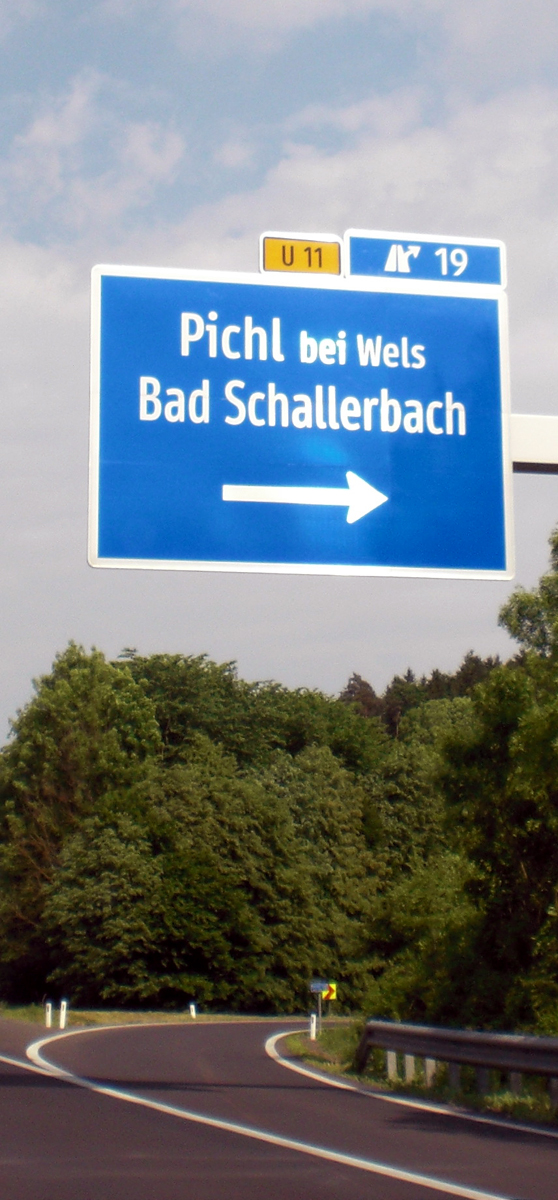 U 11
19
Pichl bei Wels
Bad Schallerbach